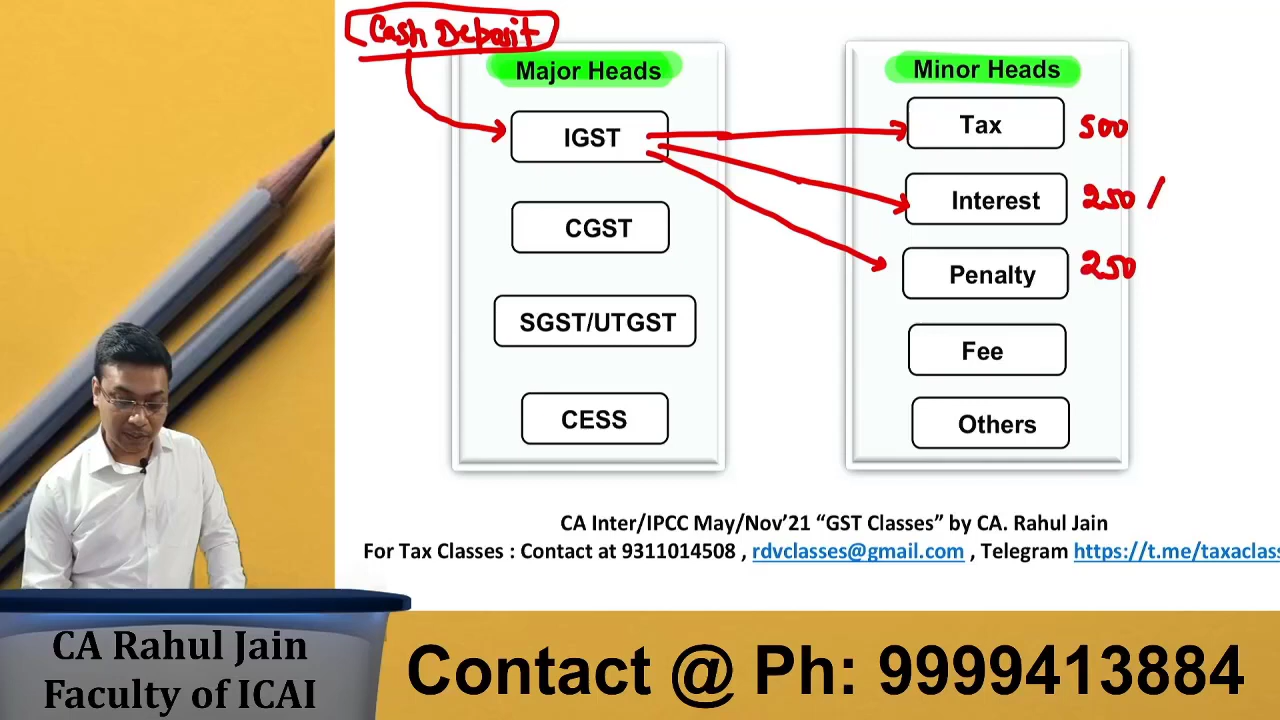 Cash Deposit
Major Heads
IGST
CGST
SGST/UTGST
CESS
Minor Heads
Tax 500
Interest 250 /
Penalty 250
Fee
Others
CA Inter/IPCC May/Nov'21 “GST Classes” by CA. Rahul Jain
For Tax Classes : Contact at 9311014508 , rdvclasses@gmail.com , Telegram https://t.me/taxaclass
CA Rahul Jain
Faculty of ICAI
Contact @ Ph: 9999413884